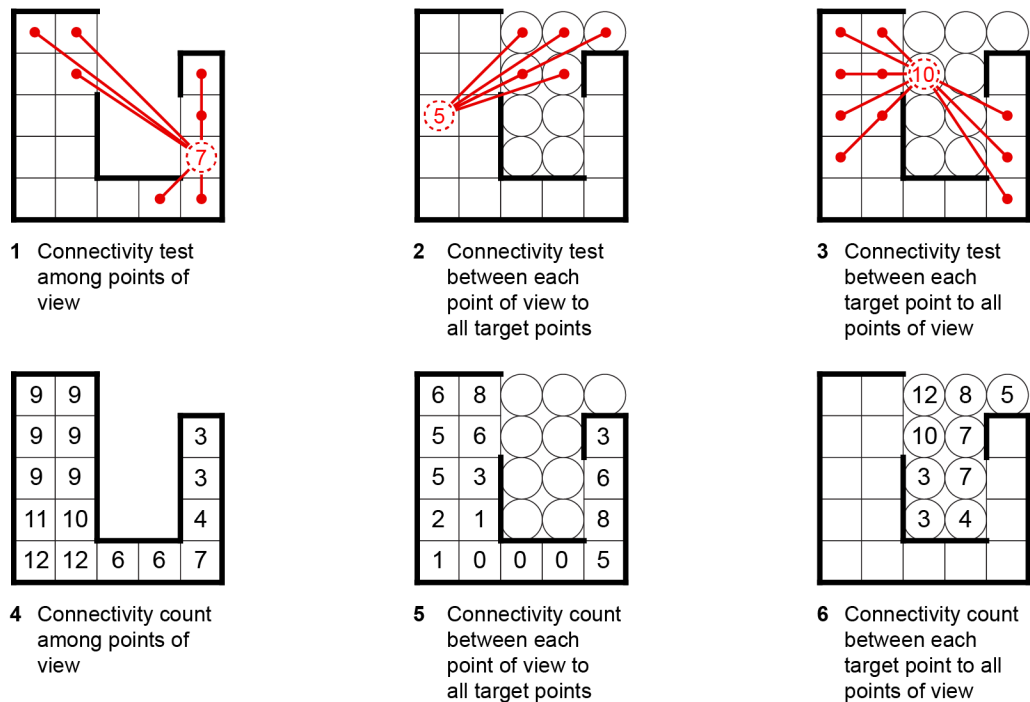 7
5
10
1 Connectivity test
among points of
view
2 Connectivity test
between each
point of view to
all target points
3 Connectivity test
between each
target point to all
points of view
9 9
9 9 3
9 9 3
11 10 4
12 12 6 6 7
6 8
5 6 3
5 3 6
2 1 8
1 0 0 0 5
12 8 5
10 7
3 7
3 4
4 Connectivity count
among points of
view
5 Connectivity count
between each
point of view to
all target points
6 Connectivity count
between each
target point to all
points of view